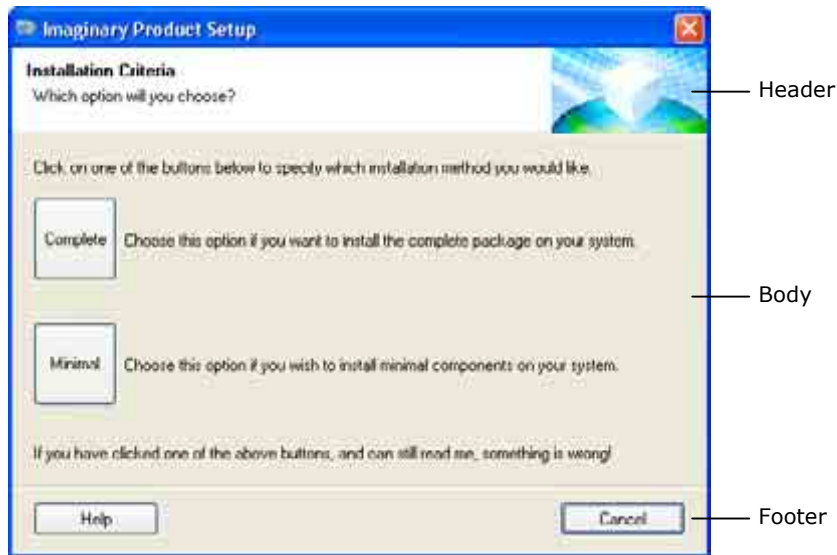 Imaginary Product Setup
Installation Criteria
Which option will you choose?
Header
Click on one of the buttons below to specify which installation method you would like.
Complete
Choose this option if you want to install the complete package on your system.
Body
Minimal
Choose this option if you wish to install minimal components on your system.
If you have clicked one of the above buttons, and can still read me, something is wrong!
Help
Cancel
Footer